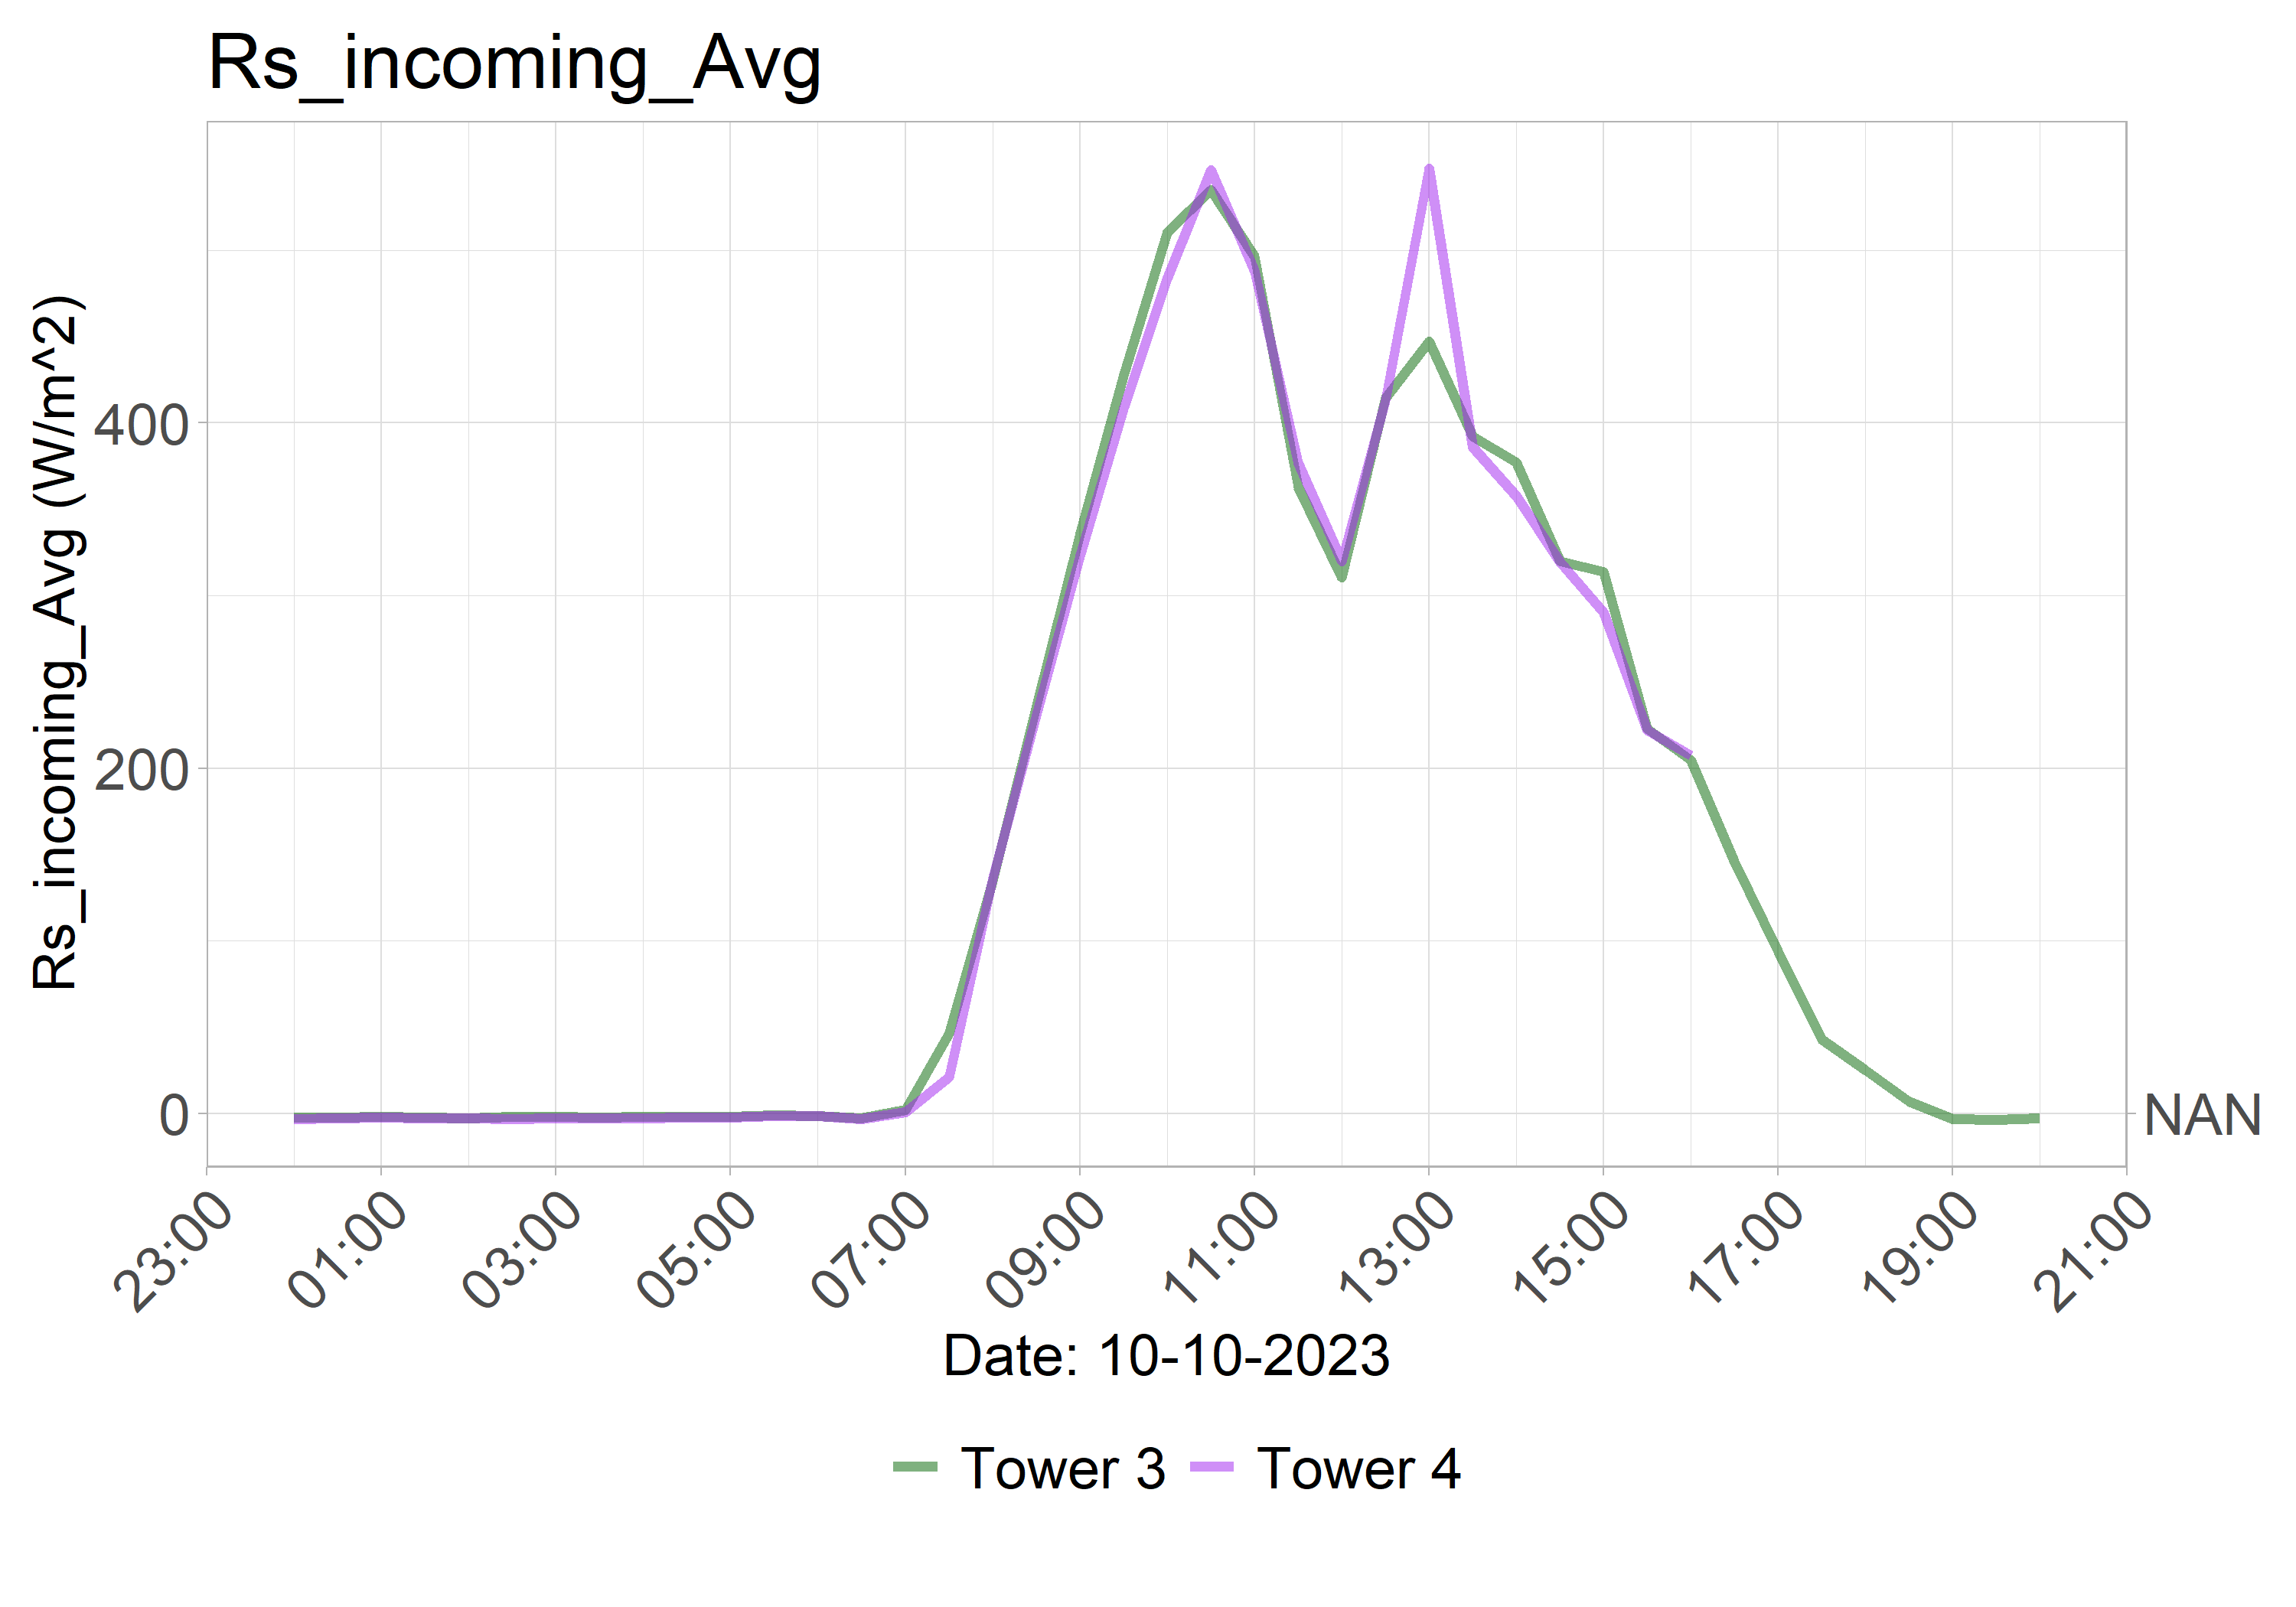 Rs_incoming_Avg
Rs_incoming_Avg (W/m^2)
400
200
0
NAN
23:00 01:00 03:00 05:00 07:00 09:00 11:00 13:00 15:00 17:00 19:00 21:00
Date: 10-10-2023
Tower 3 Tower 4